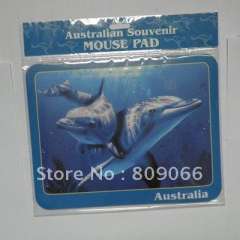 Australian Souvenir
MOUSE PAD
Store No: 809066
Australia